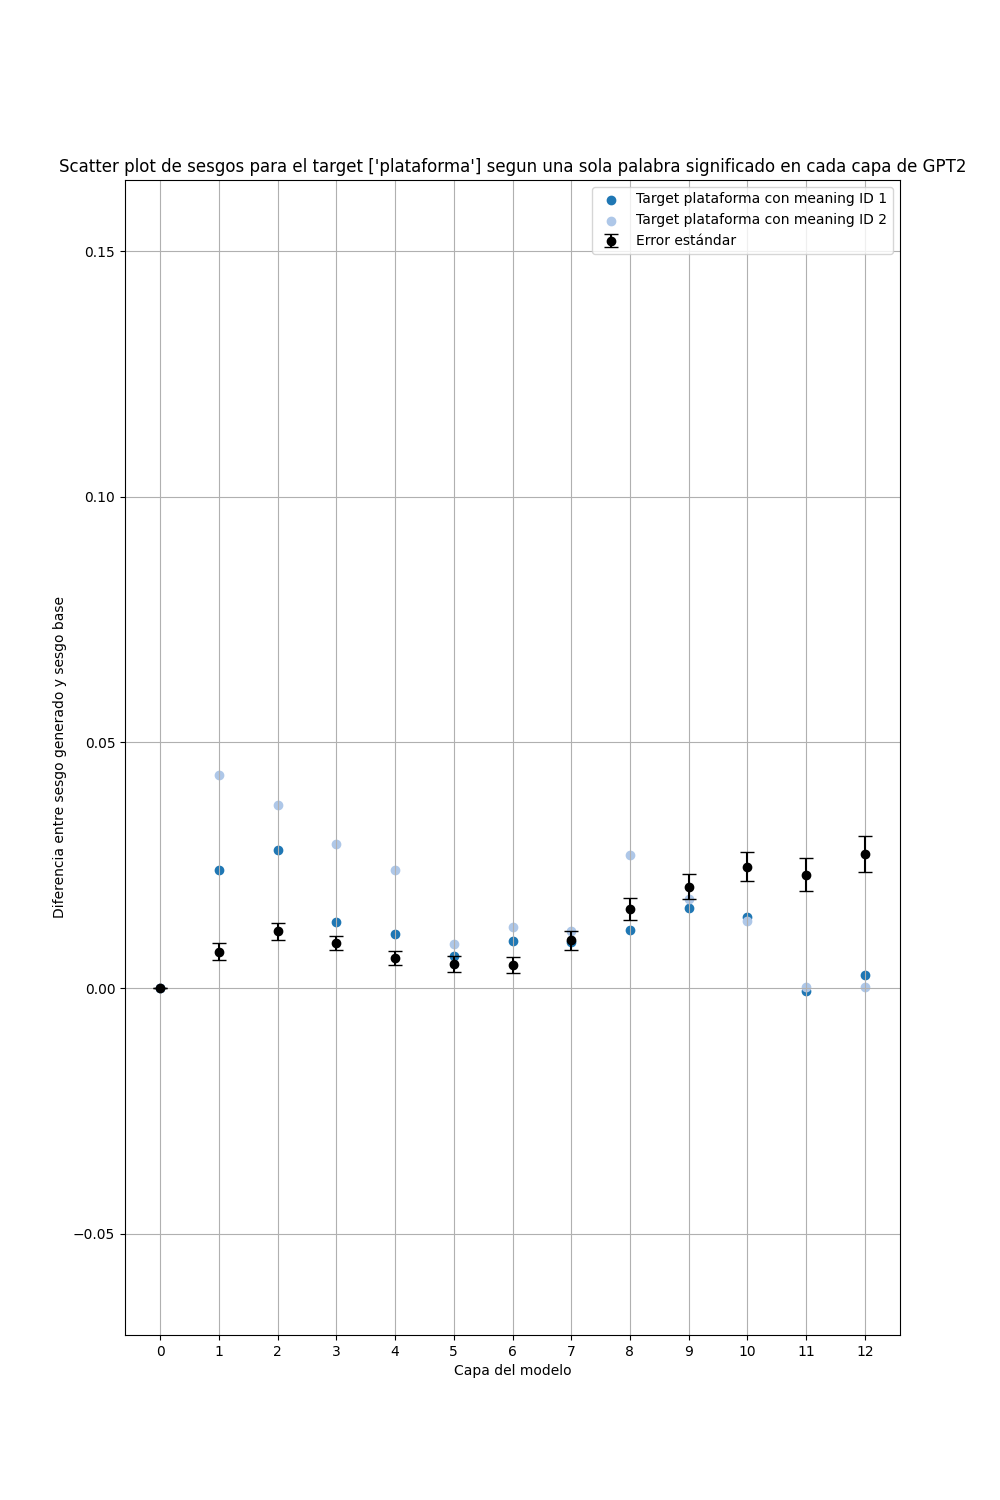 Scatter plot de sesgos para el target ['plataforma'] segun una sola palabra significado en cada capa de GPT2
Target plataforma con meaning ID 1
Target plataforma con meaning ID 2
Error estándar
0.15
0.10
0.05
0.00
−0.05
Diferencia entre sesgo generado y sesgo base
0 1 2 3 4 5 6 7 8 9 10 11 12
Capa del modelo